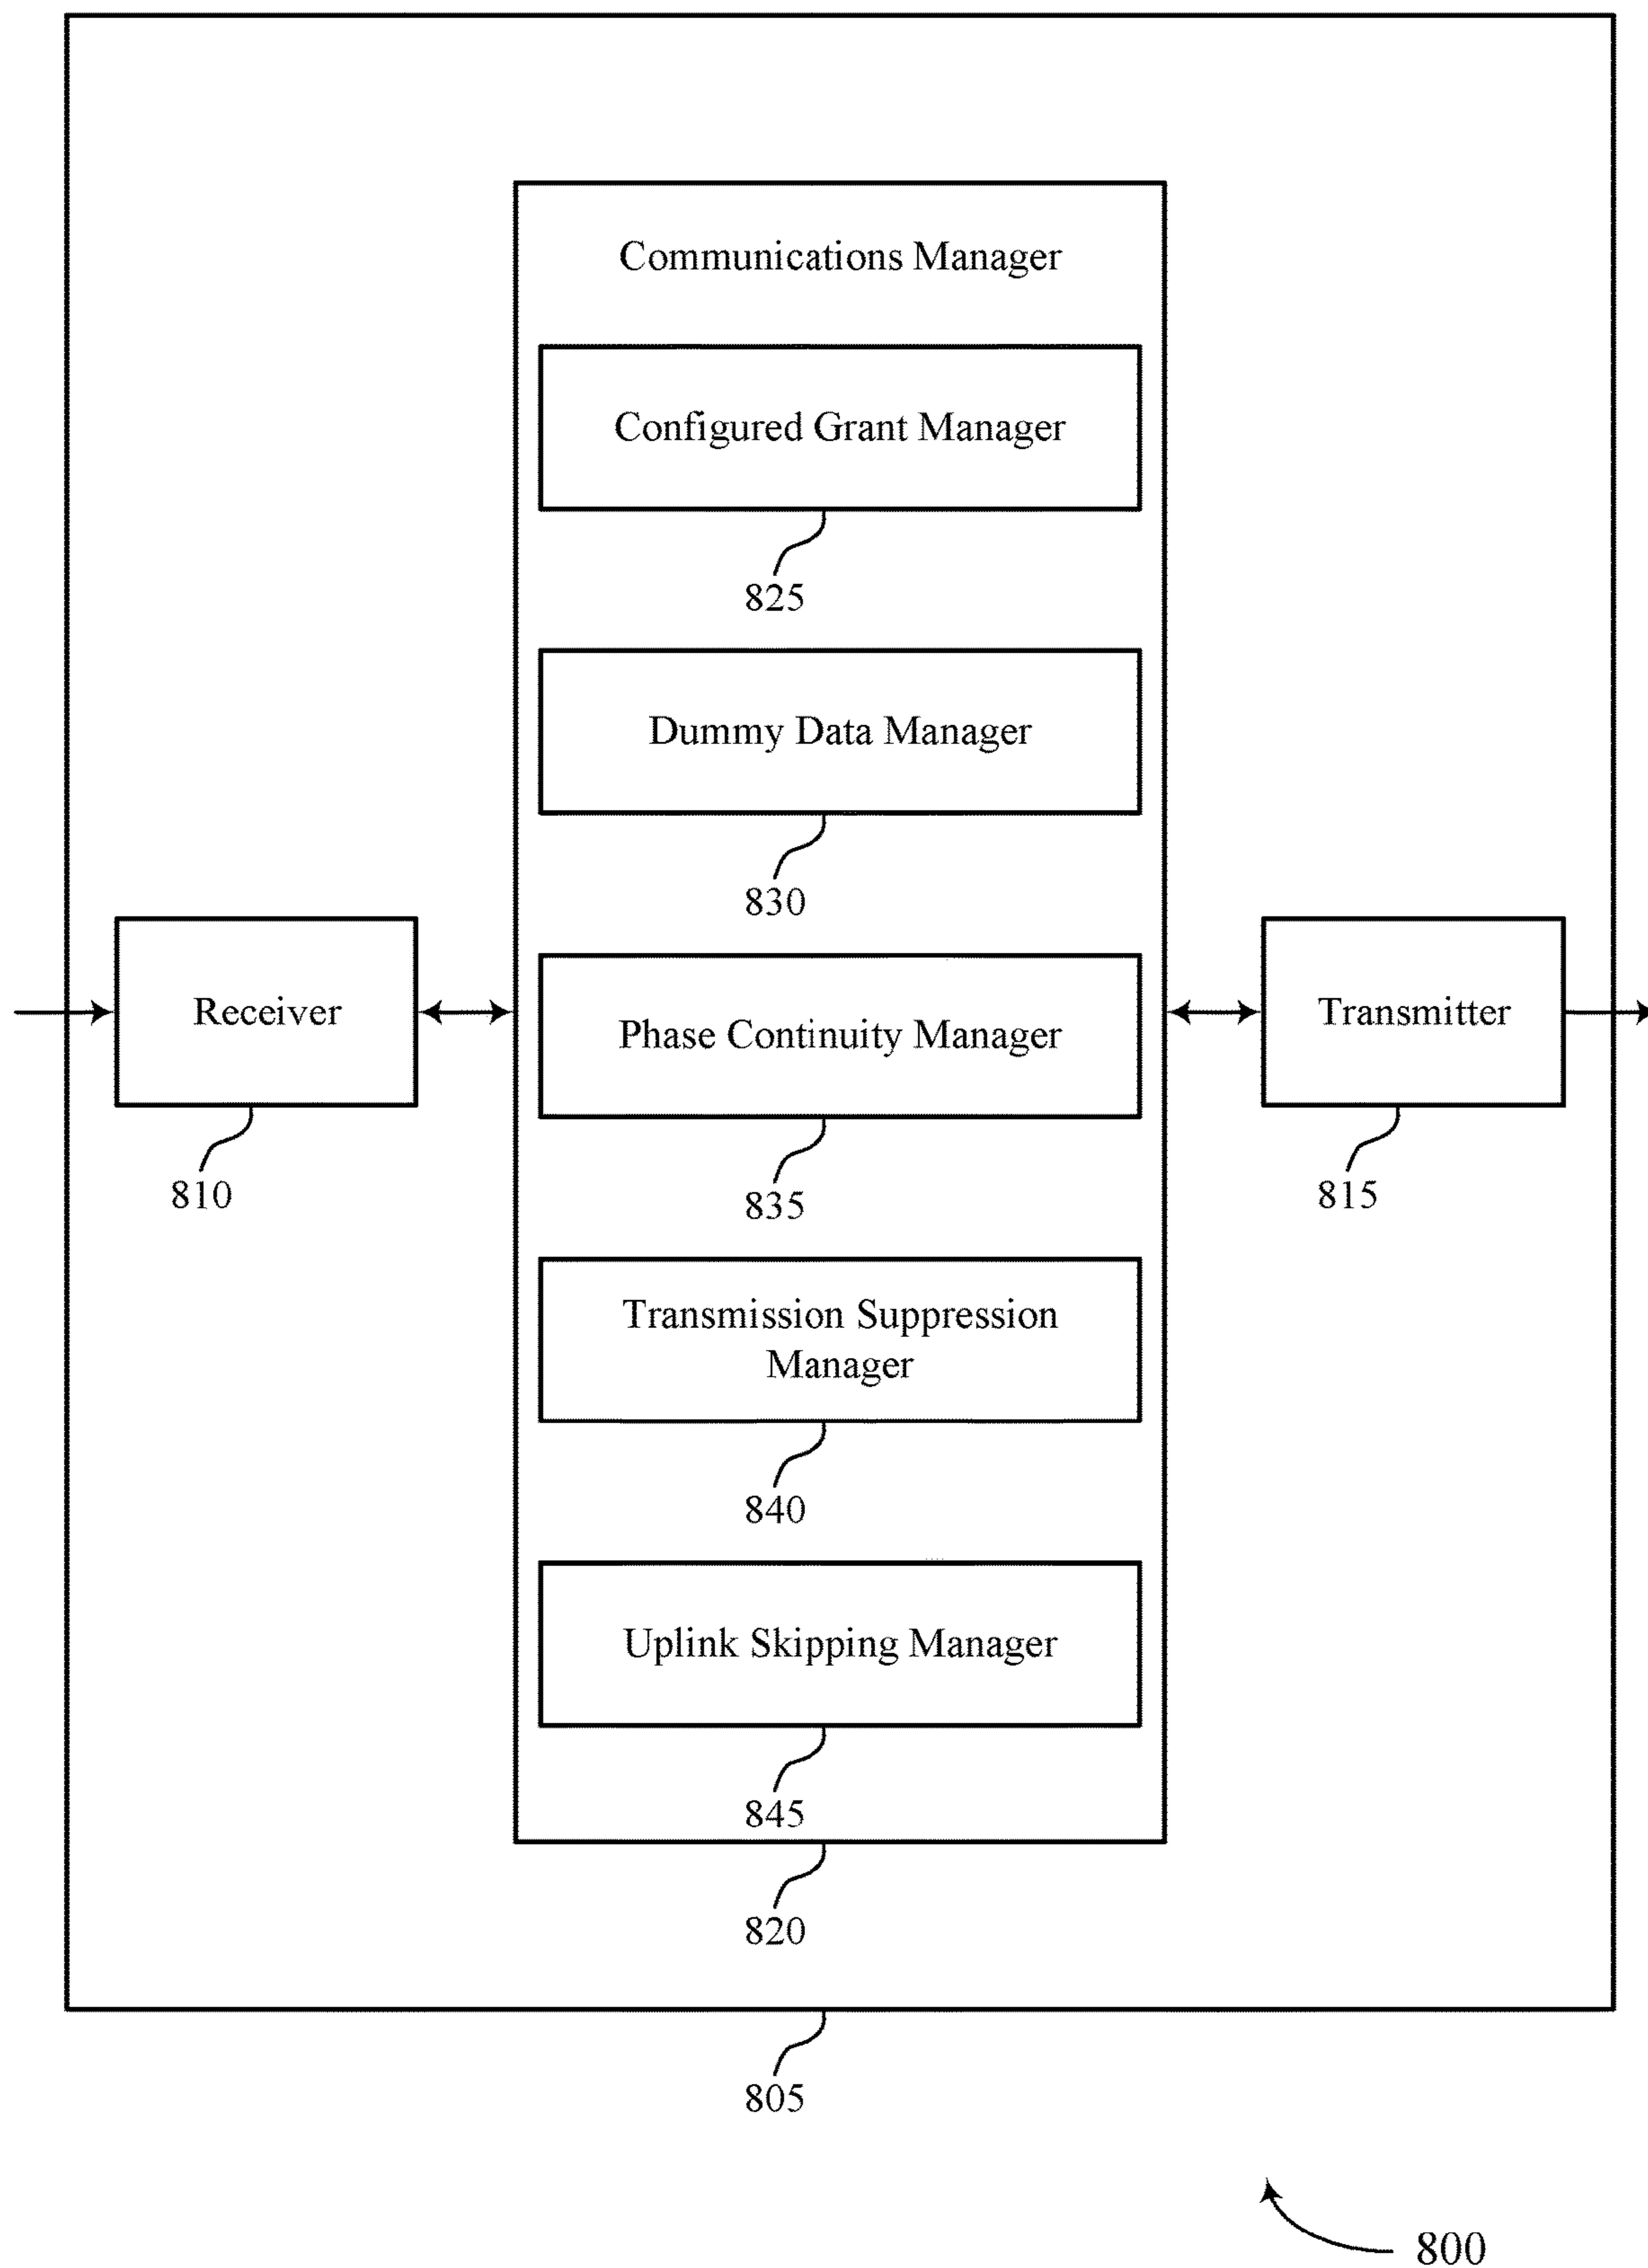 Communications Manager
Configured Grant Manager
825
Dummy Data Manager
830
Receiver
810
Phase Continuity Manager
835
Transmitter
815
Transmission Suppression
Manager
840
Uplink Skipping Manager
845
820
805
800